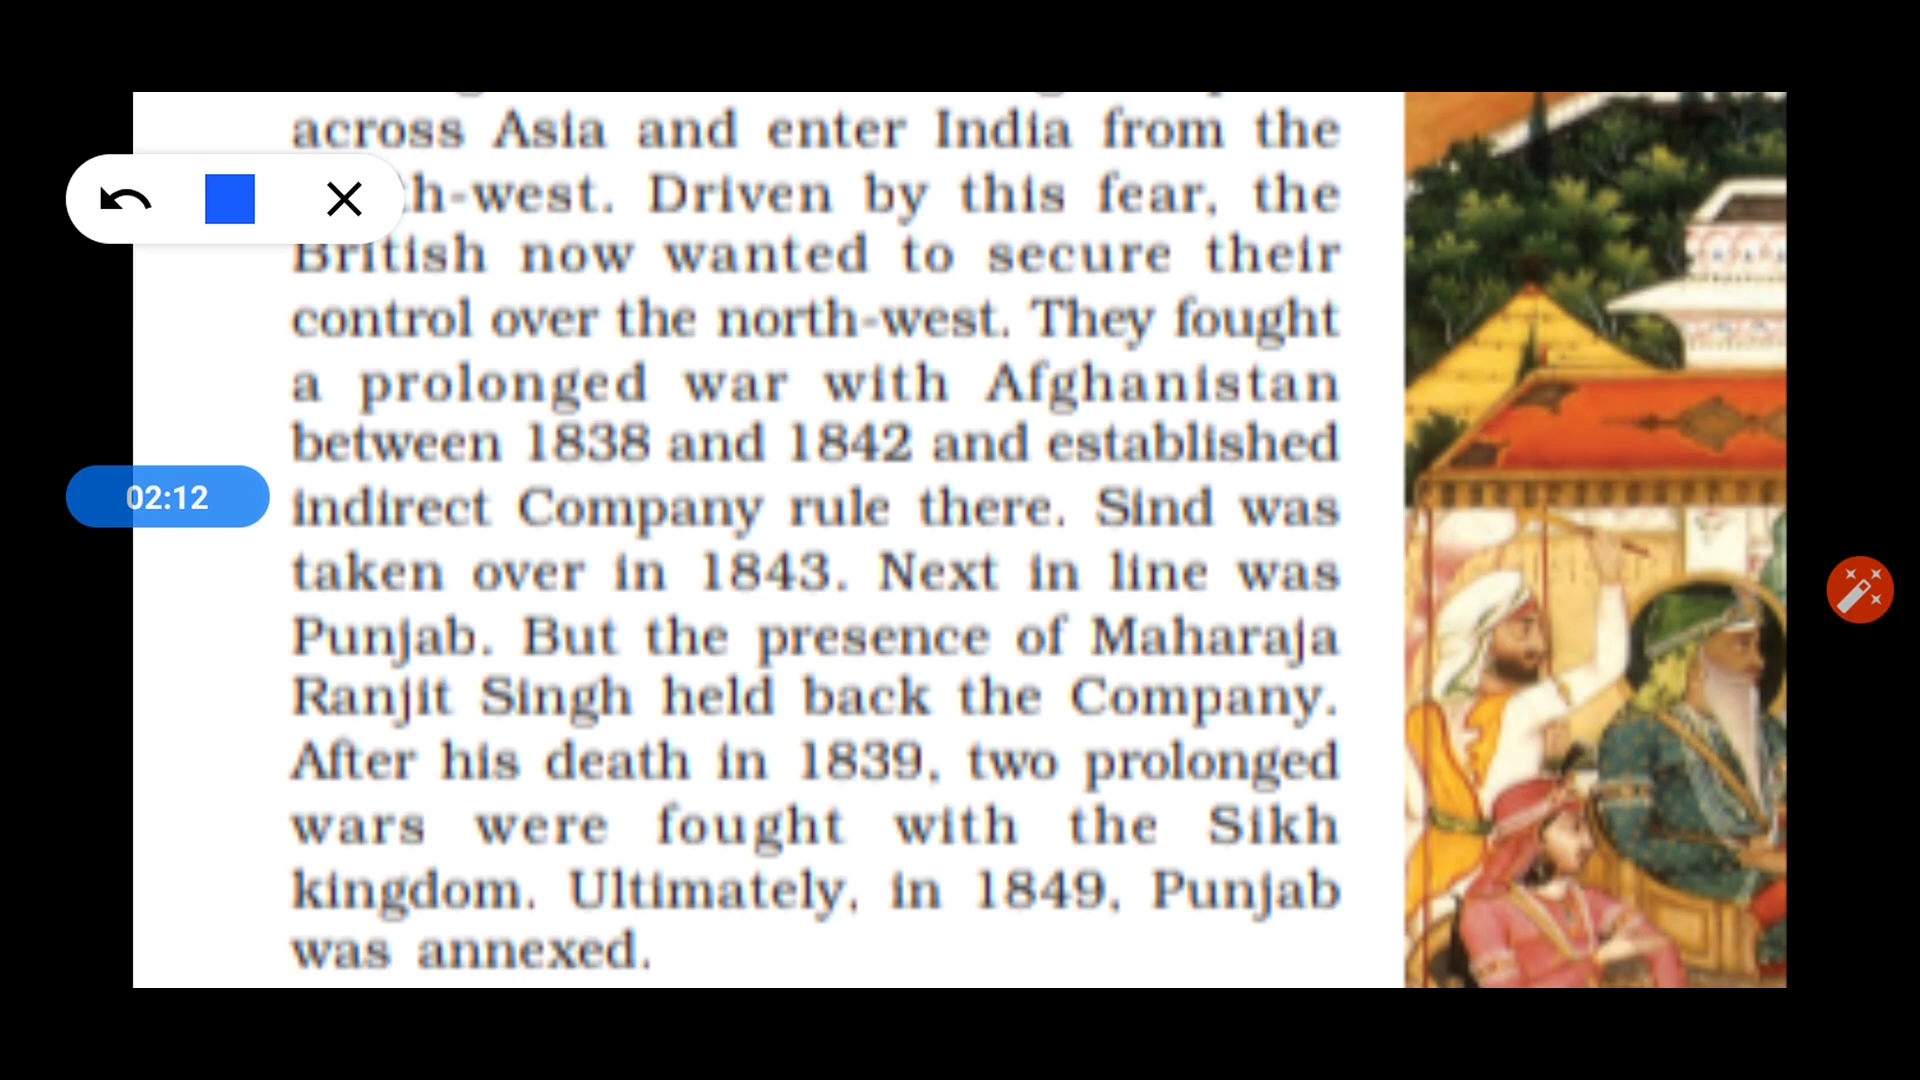 across Asia and enter India from the
h-west. Driven by this fear, the
British now wanted to secure their
control over the north-west. They fought
a prolonged war with Afghanistan
between 1838 and 1842 and established
02:12
indirect Company rule there. Sind was
taken over in 1843. Next in line was
Punjab. But the presence of Maharaja
Ranjit Singh held back the Company.
After his death in 1839, two prolonged
wars were fought with the Sikh
kingdom. Ultimately, in 1849, Punjab
was annexed.